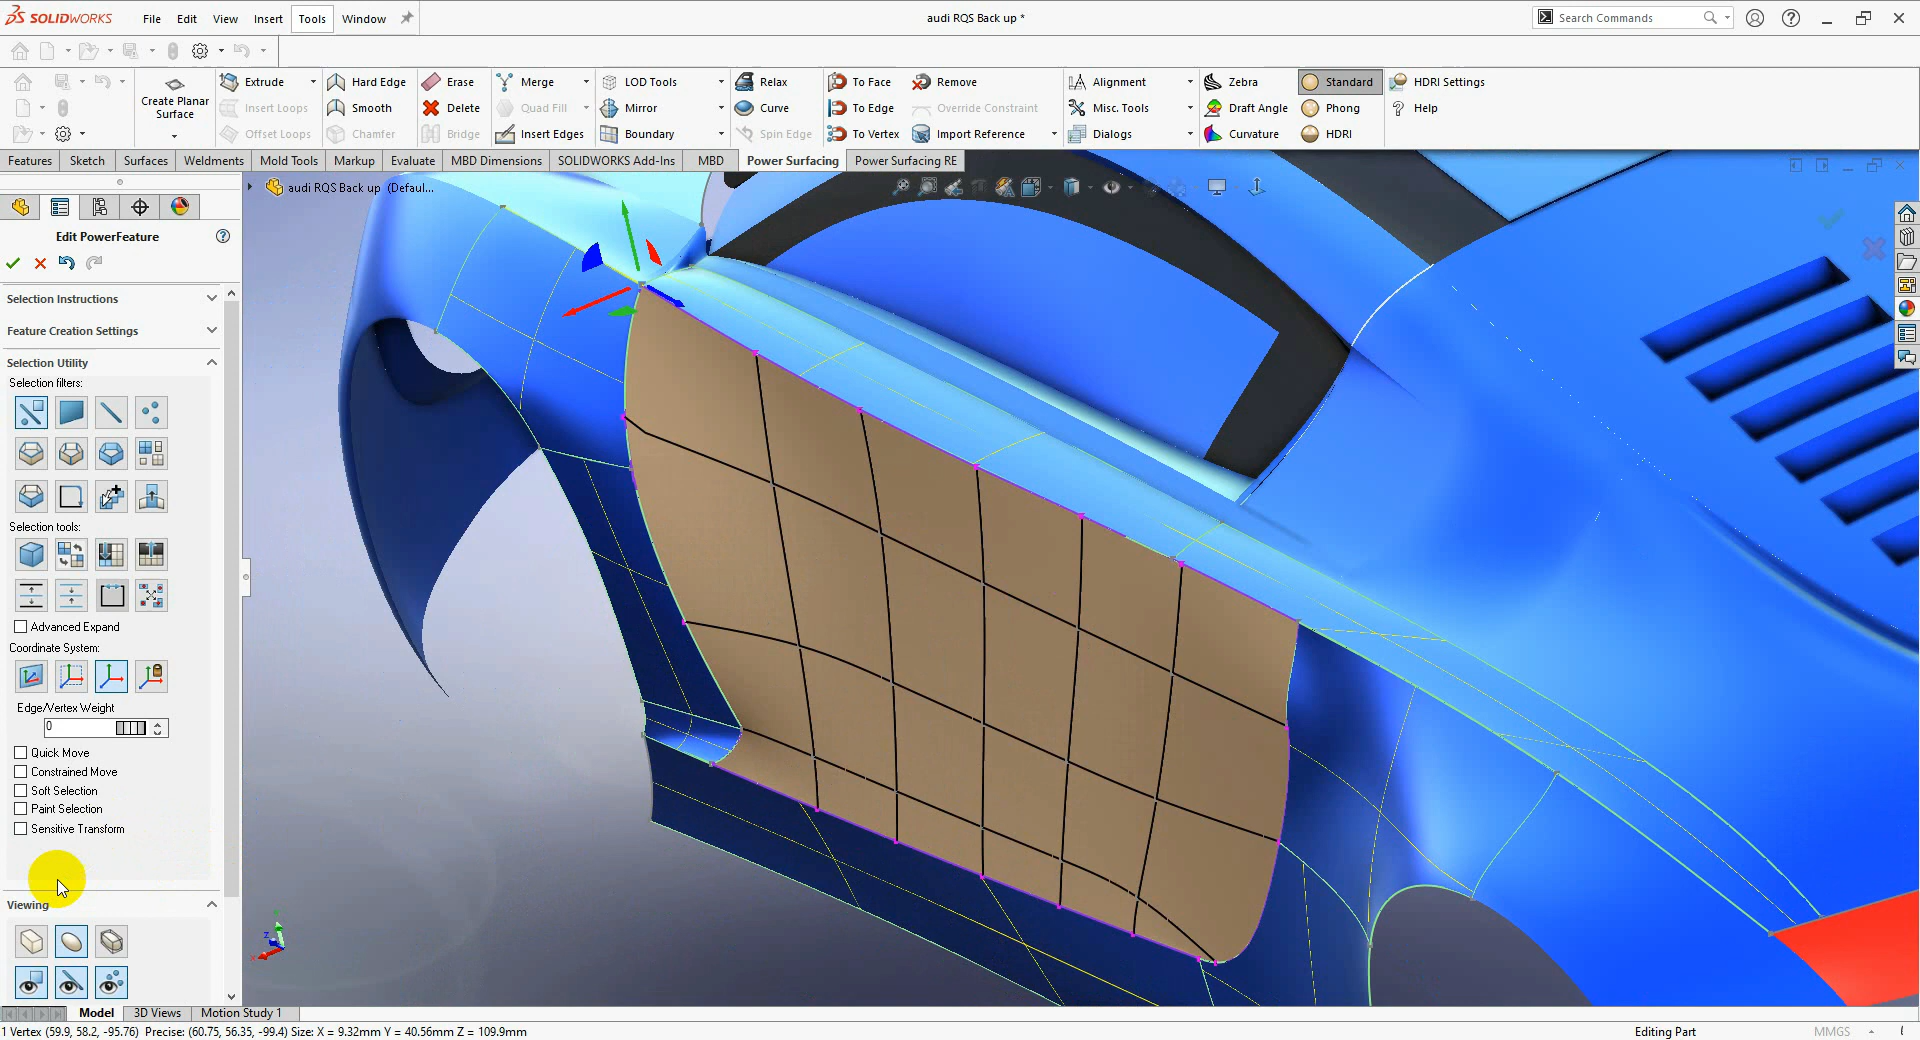 SOLIDWORKS File Edit View Insert Tools Window audi RQS Back up * Search Commands
Extrude Hard Edge Erase Merge LOD Tools Relax To Face Remove Alignment Zebra Standard HDRI Settings
Create Planar Surface Insert Loops Smooth Delete Quad Fill Mirror Curve To Edge Override Constraint Misc. Tools Draft Angle Phong Help
Offset Loops Chamfer Bridge Insert Edges Boundary Spin Edge To Vertex Import Reference Dialogs Curvature HDRI
Features Sketch Surfaces Weldments Mold Tools Markup Evaluate MBD Dimensions SOLIDWORKS Add-Ins MBD Power Surfacing Power Surfacing RE
audi RQS Back up (Defaul...
Edit PowerFeature
Selection Instructions
Feature Creation Settings
Selection Utility
Selection filters:
Selection tools:
Advanced Expand
Coordinate System:
Edge/Vertex Weight
0
Quick Move
Constrained Move
Soft Selection
Paint Selection
Sensitive Transform
Viewing
Model 3D Views Motion Study 1
1 Vertex (59.9, 58.2, -95.76) Precise: (60.75, 56.35, -99.4) Size: X = 9.32mm Y = 40.56mm Z = 109.9mm Editing Part MMGS